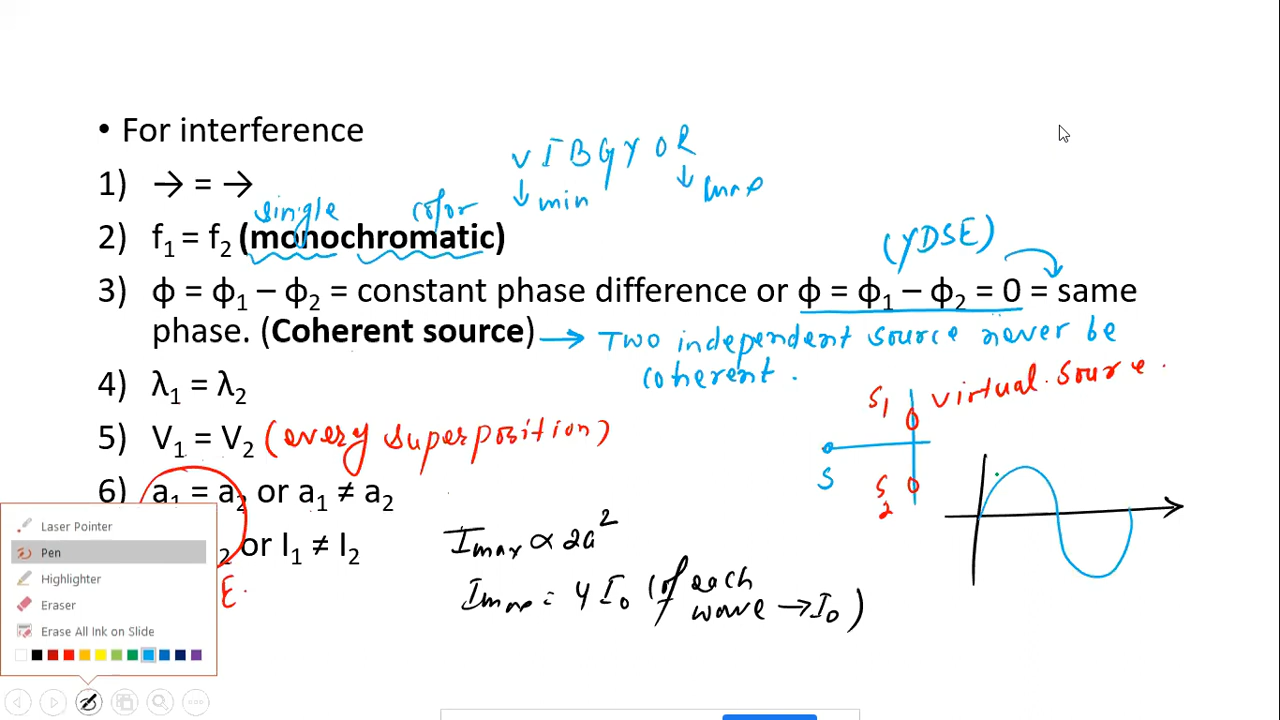 • For interference
V I B G Y O R
↓ min ↓ max
1) → = →
single color
2) f₁ = f₂ (monochromatic)
(YDSE)
3) ϕ = ϕ₁ – ϕ₂ = constant phase difference or ϕ = ϕ₁ – ϕ₂ = 0 = same
phase. (Coherent source) → Two independent source never be
coherent.
4) λ₁ = λ₂
S₁ virtual source.
5) V₁ = V₂ (every superposition)
S
S₂
6) a₁ = a₂ or a₁ ≠ a₂
Imax ∝ 2a²
₂ or I₁ ≠ I₂
Imax = 4 I₀ (of each
wave → I₀)
E
Laser Pointer
Pen
Highlighter
Eraser
Erase All Ink on Slide